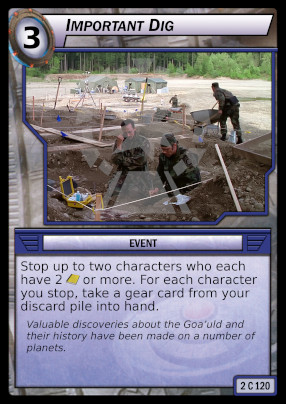 3
IMPORTANT DIG
EVENT
Stop up to two characters who each
have 2 or more. For each character
you stop, take a gear card from your
discard pile into hand.
Valuable discoveries about the Goa'uld and
their history have been made on a number of
planets.
2 C 120